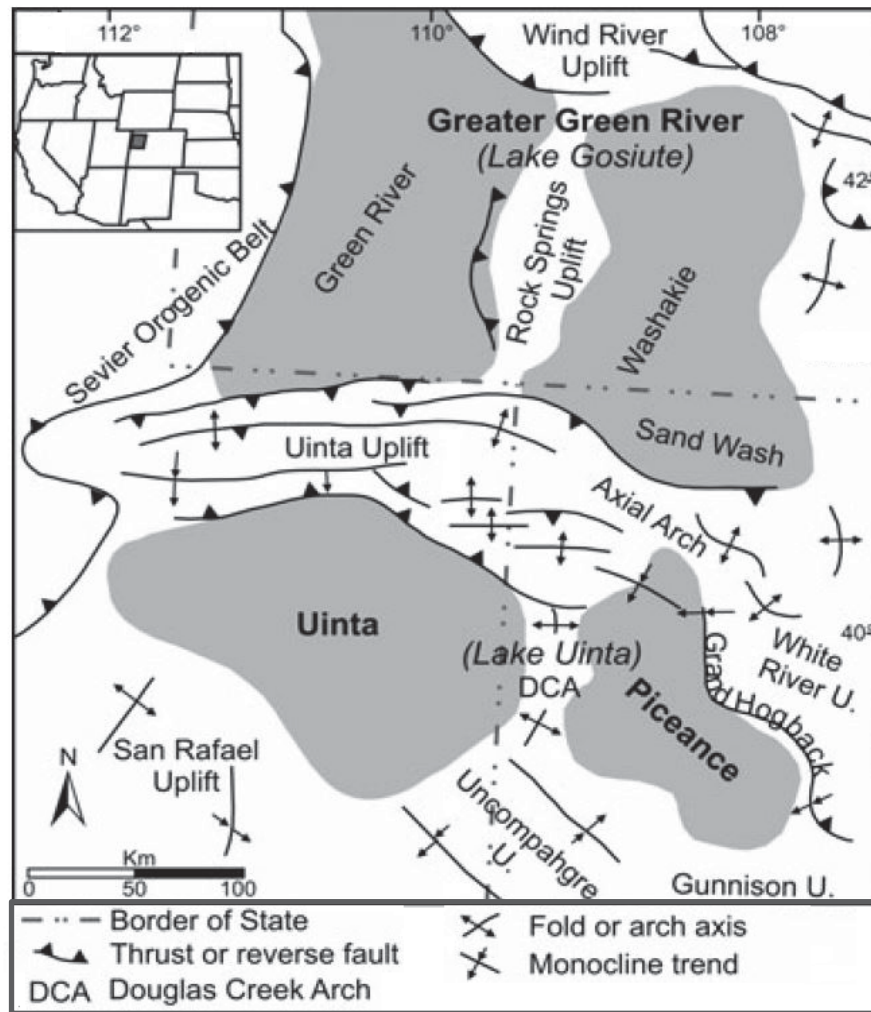 112°
110°
108°
Wind River
Uplift
Greater Green River
(Lake Gosiute)
42°
Green River
Rock Springs
Uplift
Washakie
Sevier Orogenic Belt
Sand Wash
Uinta Uplift
Axial Arch
Uinta
(Lake Uinta)
DCA
40°
White
River U.
Grand Hogback
Piceance
San Rafael
Uplift
N
Uncompahgre
U.
Gunnison U.
Km
0 50 100
Border of State
Thrust or reverse fault
DCA Douglas Creek Arch
Fold or arch axis
Monocline trend